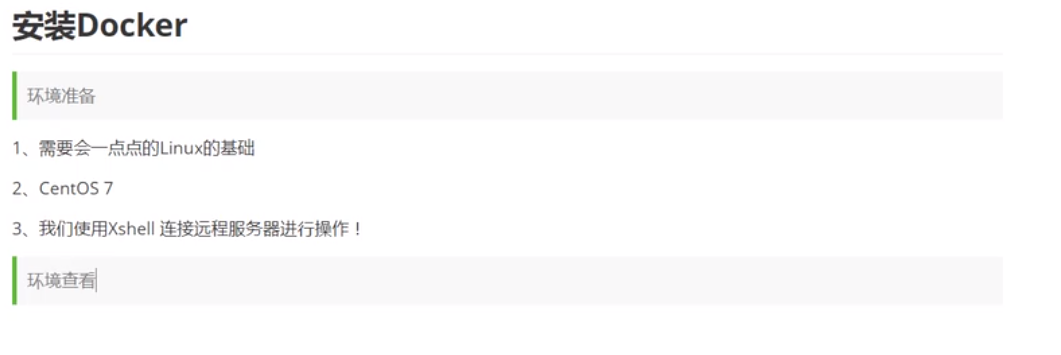 安装Docker
环境准备
1、需要会一点点的Linux的基础
2、CentOS 7
3、我们使用Xshell 连接远程服务器进行操作！
环境查看